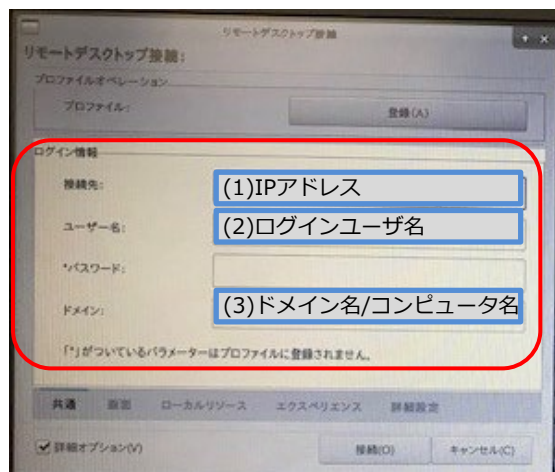 リモートデスクトップ接続
リモートデスクトップ接続:
プロファイルオペレーション
プロファイル:
登録(A)
ログイン情報
接続先:
(1)IPアドレス
ユーザー名:
(2)ログインユーザ名
*パスワード:
ドメイン:
(3)ドメイン名/コンピュータ名
「*」がついているパラメーターはプロファイルに登録されません。
共通 画面 ローカルリソース エクスペリエンス 詳細設定
詳細オプション(V)
接続(O) キャンセル(C)